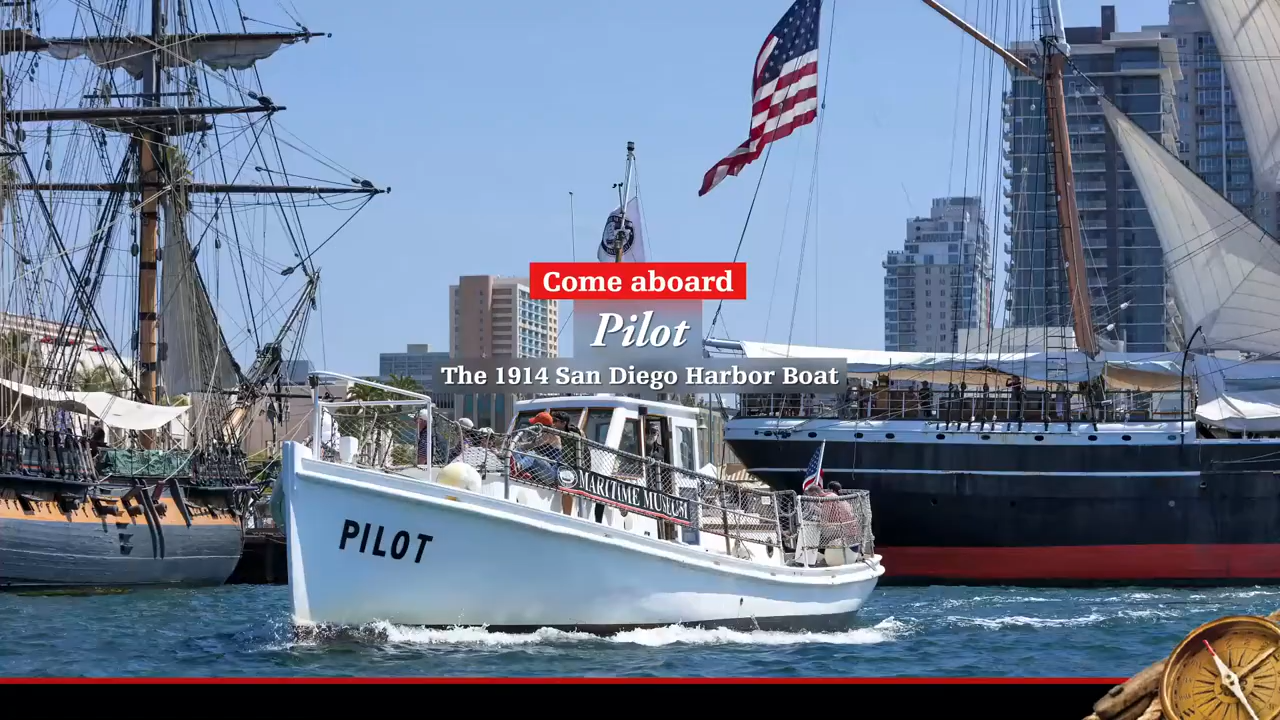 Come aboard
Pilot
The 1914 San Diego Harbor Boat
MARITIME MUSEUM
PILOT